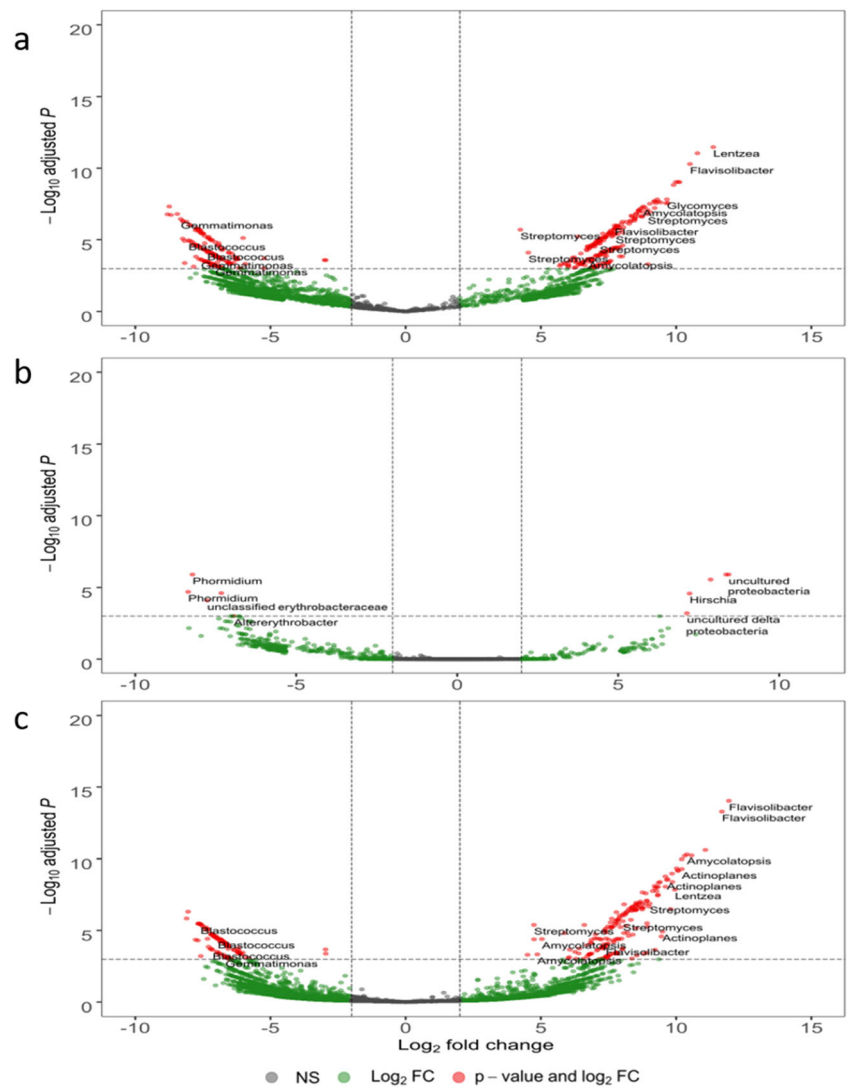 a
20
15
10
5
0
− Log10 adjusted P
Lentzea
Flavisolibacter
Glycomyces
Amycolatopsis
Streptomyces
Gemmatimonas
Flavisolibacter
Streptomyces
Streptomyces
Blastococcus
Streptomyces
Blastococcus
Streptomyces
Gemmatimonas
Amycolatopsis
Gemmatimonas
-10 -5 0 5 10 15
b
20
15
10
5
0
− Log10 adjusted P
Phormidium
uncultured
proteobacteria
Phormidium
Hirschia
unclassified erythrobacteraceae
Altererythrobacter
uncultured delta
proteobacteria
-10 -5 0 5 10
c
20
15
10
5
0
− Log10 adjusted P
Flavisolibacter
Flavisolibacter
Amycolatopsis
Actinoplanes
Actinoplanes
Lentzea
Streptomyces
Blastococcus
Streptomyces
Streptomyces
Actinoplanes
Blastococcus
Amycolatopsis
Flavisolibacter
Blastococcus
Gemmatimonas
Amycolatopsis
-10 -5 0 5 10 15
Log2 fold change
NS Log2 FC p − value and log2 FC